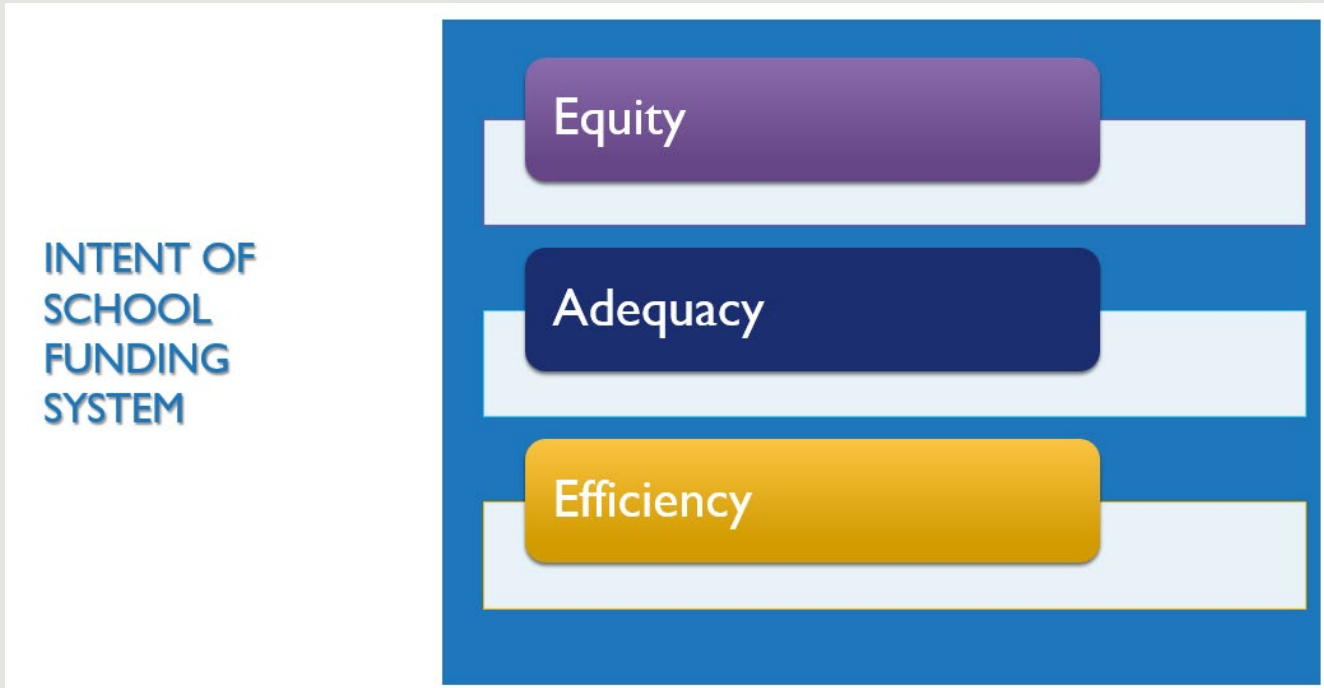 INTENT OF
SCHOOL
FUNDING
SYSTEM
Equity
Adequacy
Efficiency